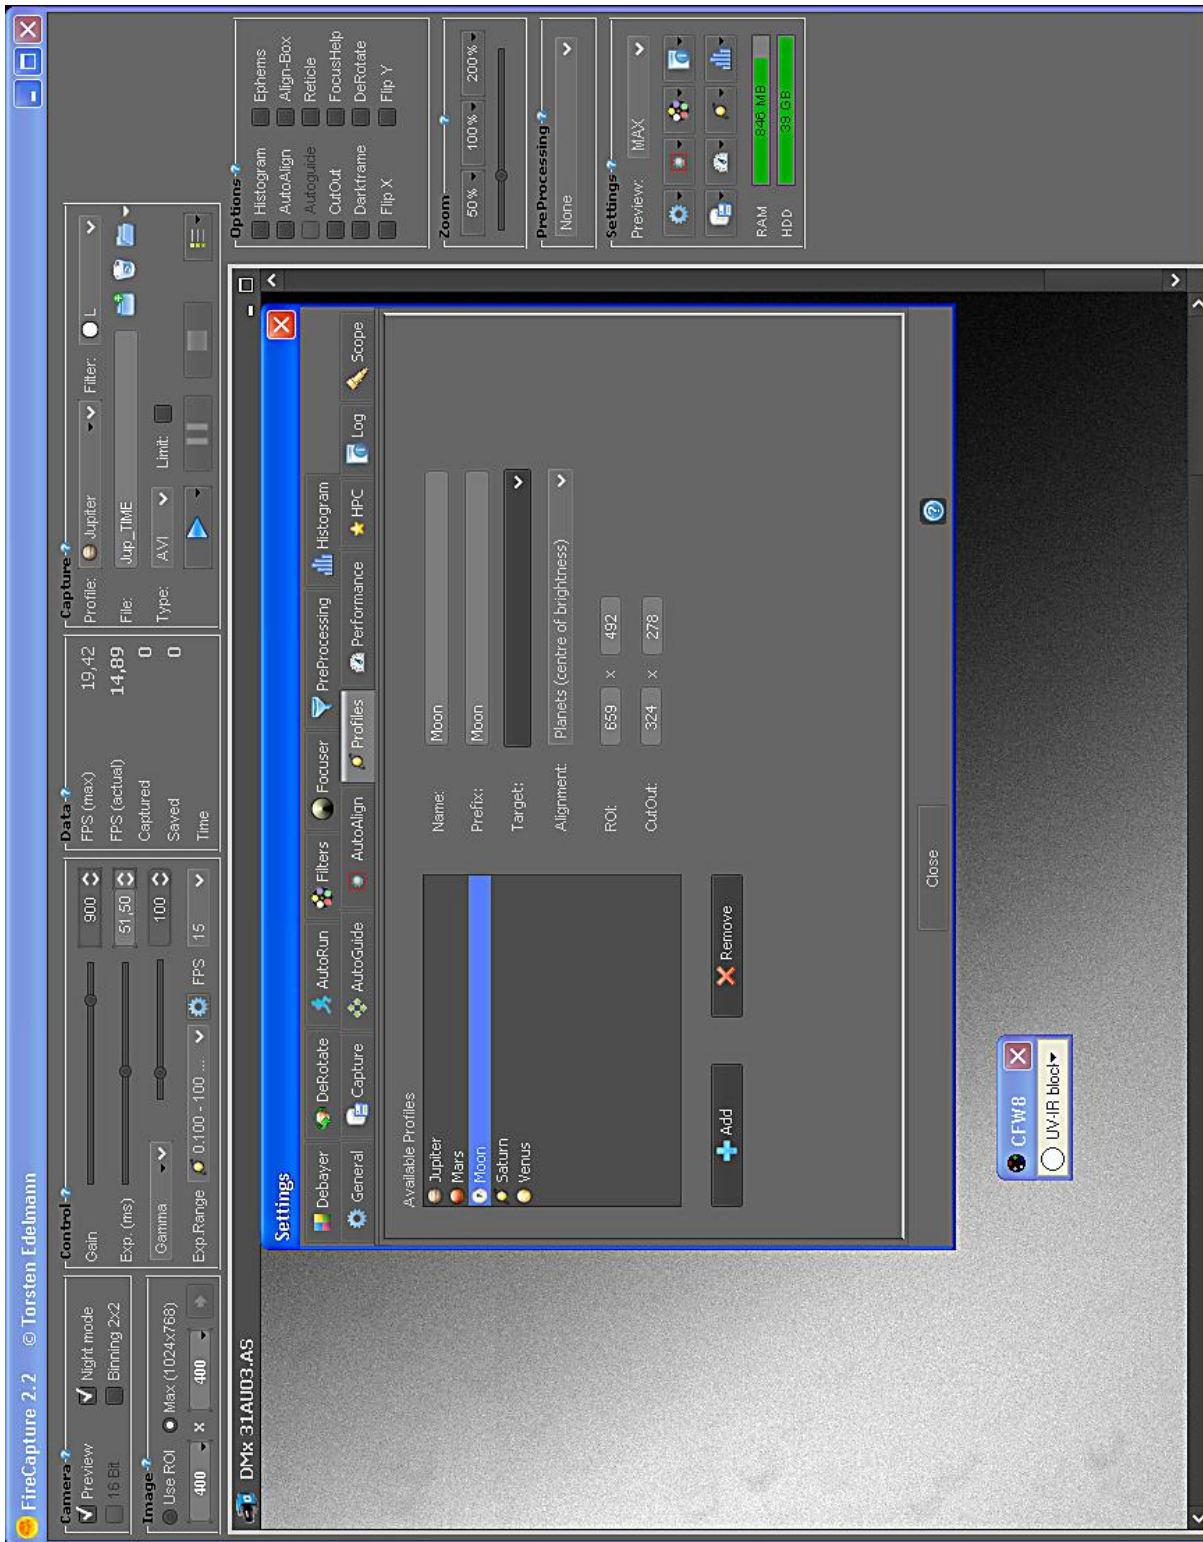 FireCapture 2.2 © Torsten Edelmann
Camera ?
Preview Night mode
16 Bit Binning 2x2
Image ?
Use ROI Max (1024x768)
400 x 400
Control ?
Gain 900
Exp. (ms) 51,50
Gamma 100
Exp.Range 0.100 - 100 ... FPS 15
Data ?
FPS (max) 19,42
FPS (actual) 14,89
Captured 0
Saved 0
Time
Capture ?
Profile: Jupiter Filter: L
File: Jup_TIME
Type: AVI Limit:
DMx 31AU03.AS
Options ?
Histogram Ephems
AutoAlign Align-Box
Autoguide Reticle
CutOut FocusHelp
Darkframe DeRotate
Flip X Flip Y
Zoom ?
50% 100% 200%
PreProcessing ?
None
Settings ?
Preview: MAX
RAM 846 MB
HDD 39 GB
Settings
Debayer DeRotate AutoRun Filters Focuser PreProcessing Histogram
General Capture AutoGuide AutoAlign Profiles Performance HPC Log Scope
Available Profiles
Jupiter
Mars
Moon
Saturn
Venus
Add Remove
Name: Moon
Prefix: Moon
Target:
Alignment: Planets (centre of brightness)
ROI: 659 x 492
CutOut: 324 x 278
Close ?
CFW8
UV-IR block